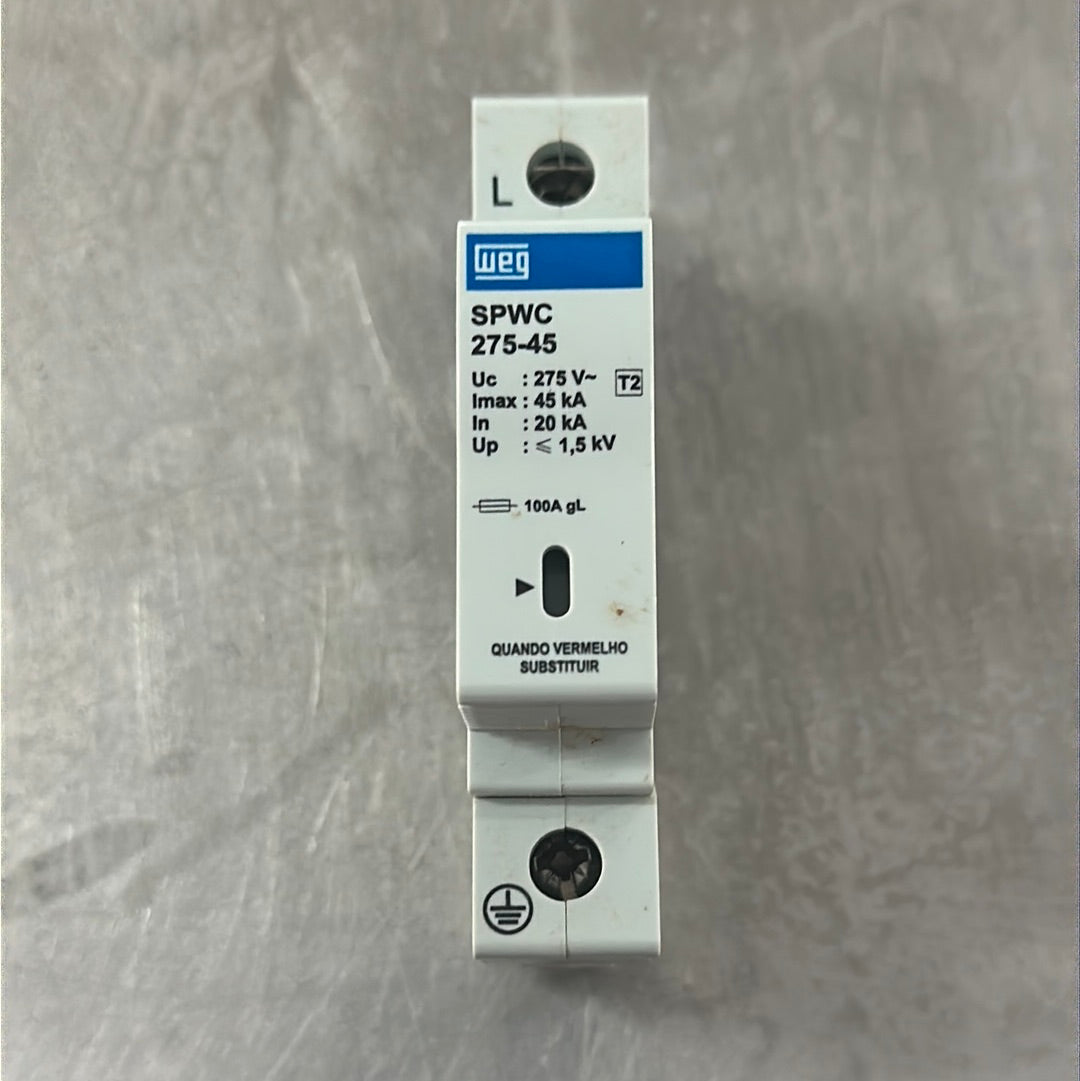 L
weg
SPWC
275-45
Uc : 275 V~ T2
Imax : 45 kA
In : 20 kA
Up : ⩽ 1,5 kV
100A gL
QUANDO VERMELHO
SUBSTITUIR